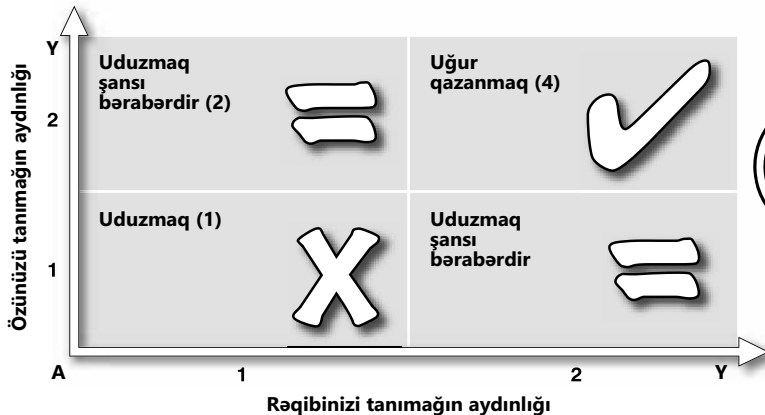 Y
Uduzmaq
şansı
bərabərdir (2)
Uğur
qazanmaq (4)
2
Özünüzü tanımağın aydınlığı
Uduzmaq (1)
Uduzmaq
şansı
bərabərdir
1
A
1
2
Y
Rəqibinizi tanımağın aydınlığı